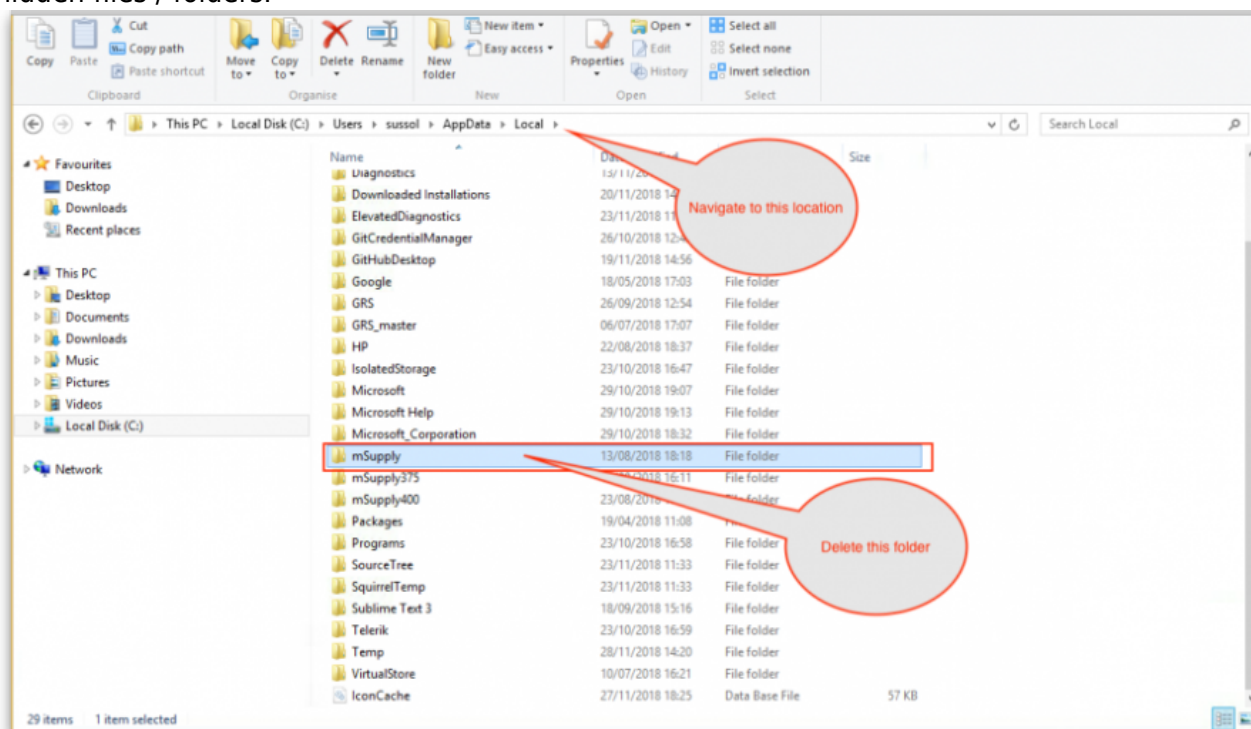 hidden files / folders.
Cut
Copy path
Paste shortcut
Copy
Paste
Clipboard
Move to
Copy to
Delete
Rename
Organise
New folder
New item
Easy access
New
Properties
Open
Edit
History
Open
Select all
Select none
Invert selection
Select
This PC Local Disk (C:) Users sussol AppData Local
Search Local
Favourites
Desktop
Downloads
Recent places
This PC
Desktop
Documents
Downloads
Music
Pictures
Videos
Local Disk (C:)
Network
Name Size
Diagnostics
Downloaded Installations 20/11/2018
ElevatedDiagnostics 23/11/2018
GitCredentialManager 26/10/2018
GitHubDesktop 19/11/2018 14:56
Google 18/05/2018 17:03 File folder
GRS 26/09/2018 12:54 File folder
GRS_master 06/07/2018 17:07 File folder
HP 22/08/2018 18:37 File folder
IsolatedStorage 23/10/2018 16:47 File folder
Microsoft 29/10/2018 19:07 File folder
Microsoft Help 29/10/2018 19:13 File folder
Microsoft_Corporation 29/10/2018 18:32 File folder
mSupply 13/08/2018 18:18 File folder
mSupply375 16:11 File folder
mSupply400 23/08/2018 File folder
Packages 19/04/2018 11:08
Programs 23/10/2018 16:58 File folder
SourceTree 23/11/2018 11:33 File folder
SquirrelTemp 23/11/2018 11:33 File folder
Sublime Text 3 18/09/2018 15:16 File folder
Telerik 23/10/2018 16:59 File folder
Temp 28/11/2018 14:20 File folder
VirtualStore 10/07/2018 16:21 File folder
IconCache 27/11/2018 18:25 Data Base File 57 KB
Navigate to this location
Delete this folder
29 items 1 item selected